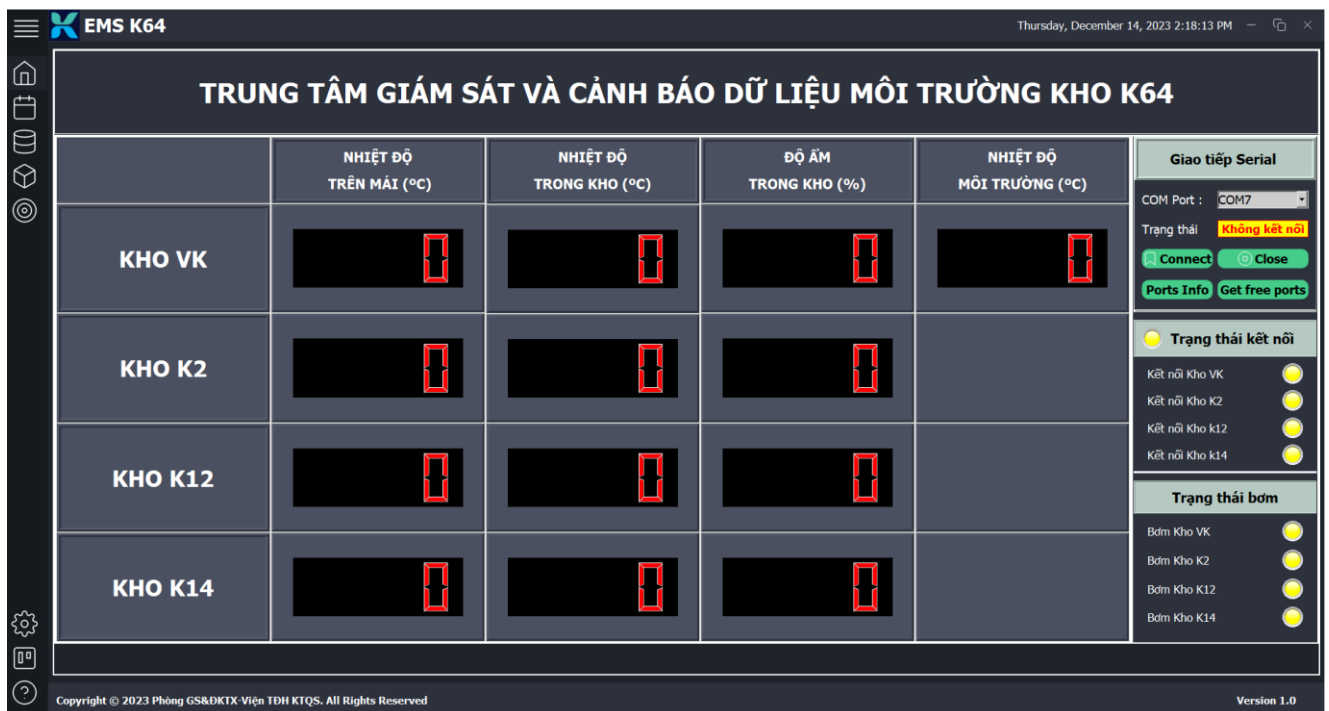 EMS K64
Thursday, December 14, 2023 2:18:13 PM
TRUNG TÂM GIÁM SÁT VÀ CẢNH BÁO DỮ LIỆU MÔI TRƯỜNG KHO K64
NHIỆT ĐỘ
TRÊN MÁI (ºC)
NHIỆT ĐỘ
TRONG KHO (ºC)
ĐỘ ẨM
TRONG KHO (%)
NHIỆT ĐỘ
MÔI TRƯỜNG (ºC)
KHO VK 0 0 0 0
KHO K2 0 0 0
KHO K12 0 0 0
KHO K14 0 0 0
Giao tiếp Serial
COM Port : COM7
Trạng thái Không kết nối
Connect Close
Ports Info Get free ports
Trạng thái kết nối
Kết nối Kho VK
Kết nối Kho K2
Kết nối Kho k12
Kết nối Kho k14
Trạng thái bơm
Bơm Kho VK
Bơm Kho K2
Bơm Kho K12
Bơm Kho K14
Copyright © 2023 Phòng GS&ĐKTX-Viện TĐH KTQS. All Rights Reserved
Version 1.0